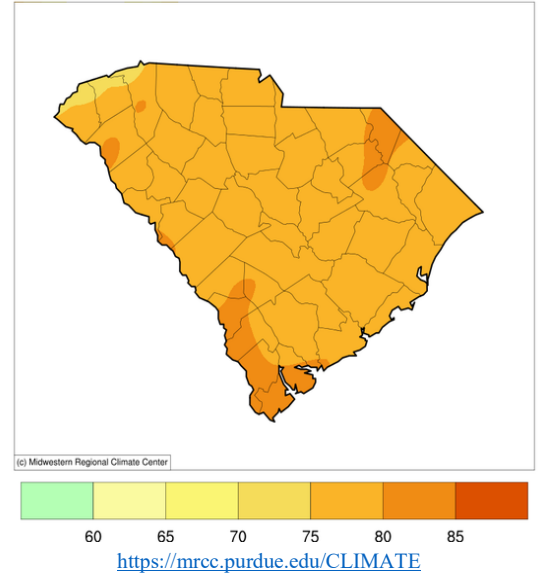 (c) Midwestern Regional Climate Center
60 65 70 75 80 85
https://mrcc.purdue.edu/CLIMATE